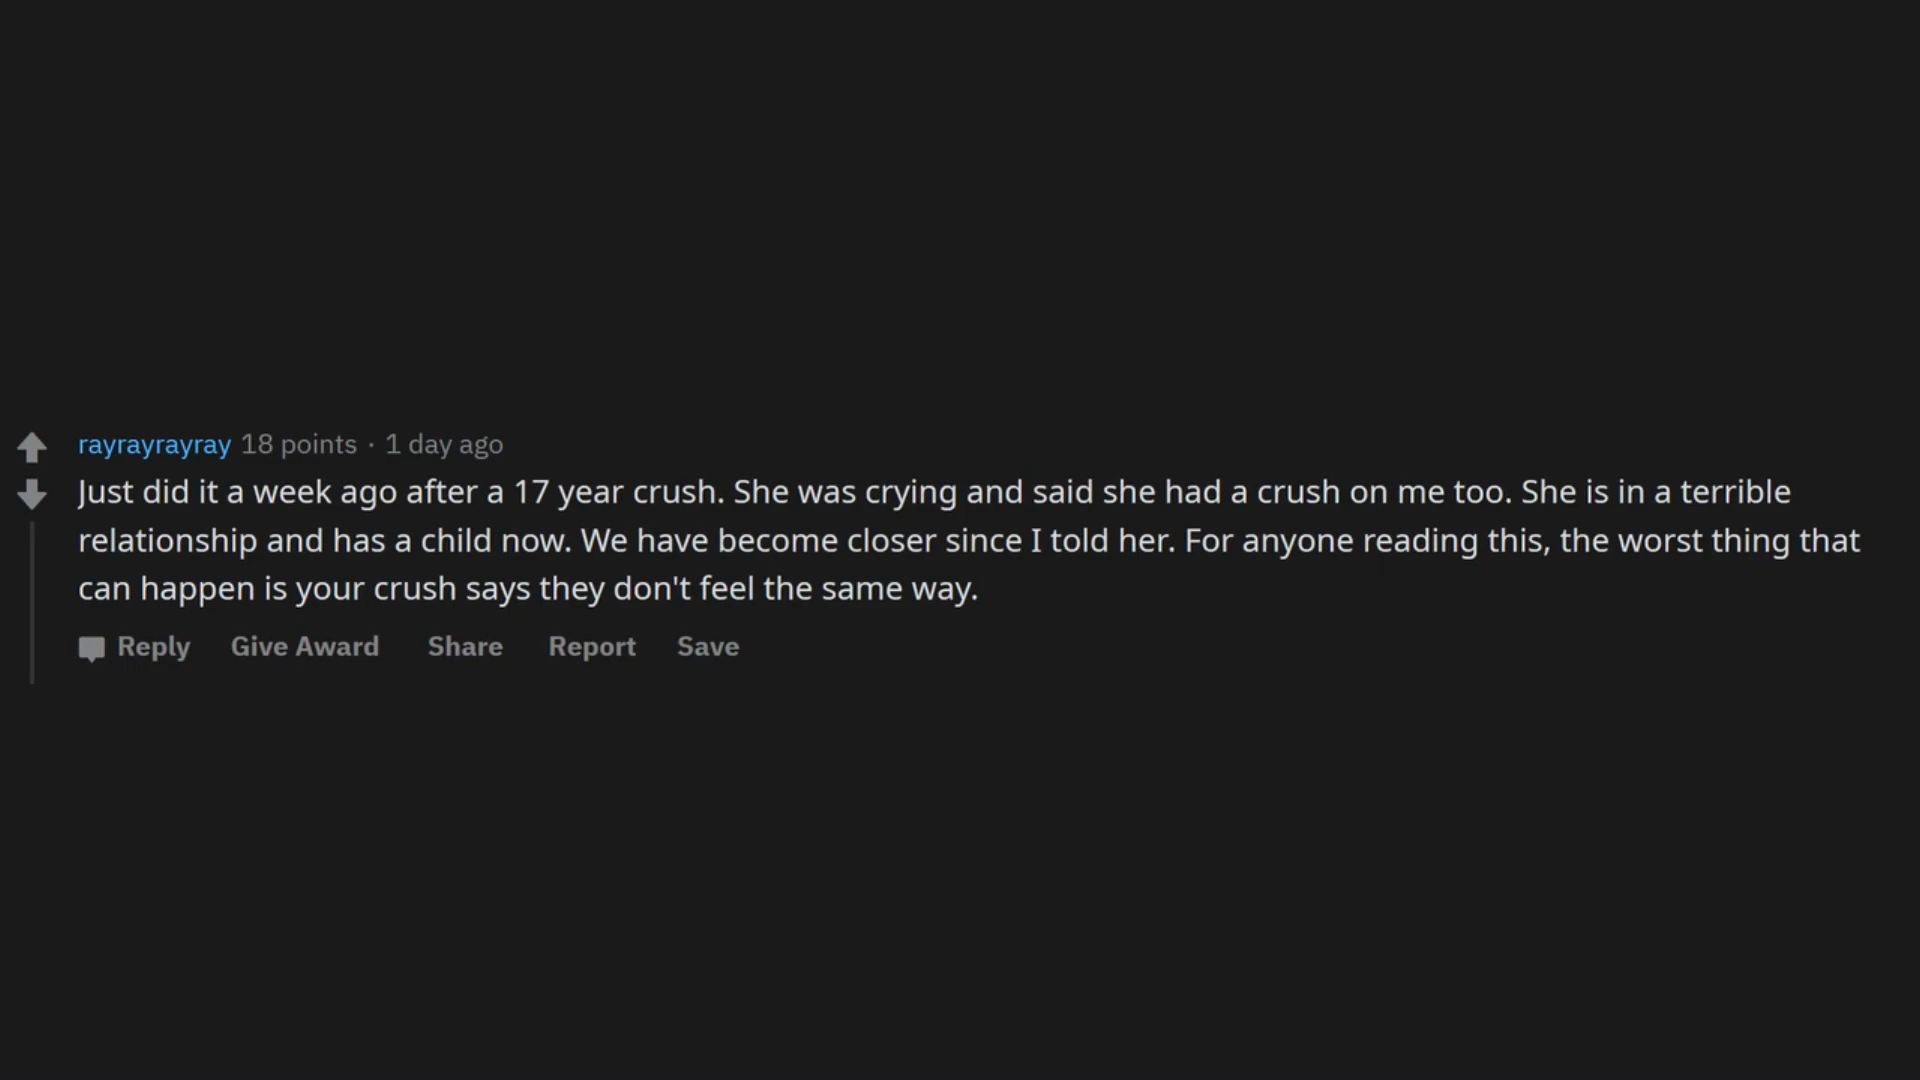 rayrayrayray 18 points · 1 day ago
Just did it a week ago after a 17 year crush. She was crying and said she had a crush on me too. She is in a terrible
relationship and has a child now. We have become closer since I told her. For anyone reading this, the worst thing that
can happen is your crush says they don't feel the same way.
Reply Give Award Share Report Save